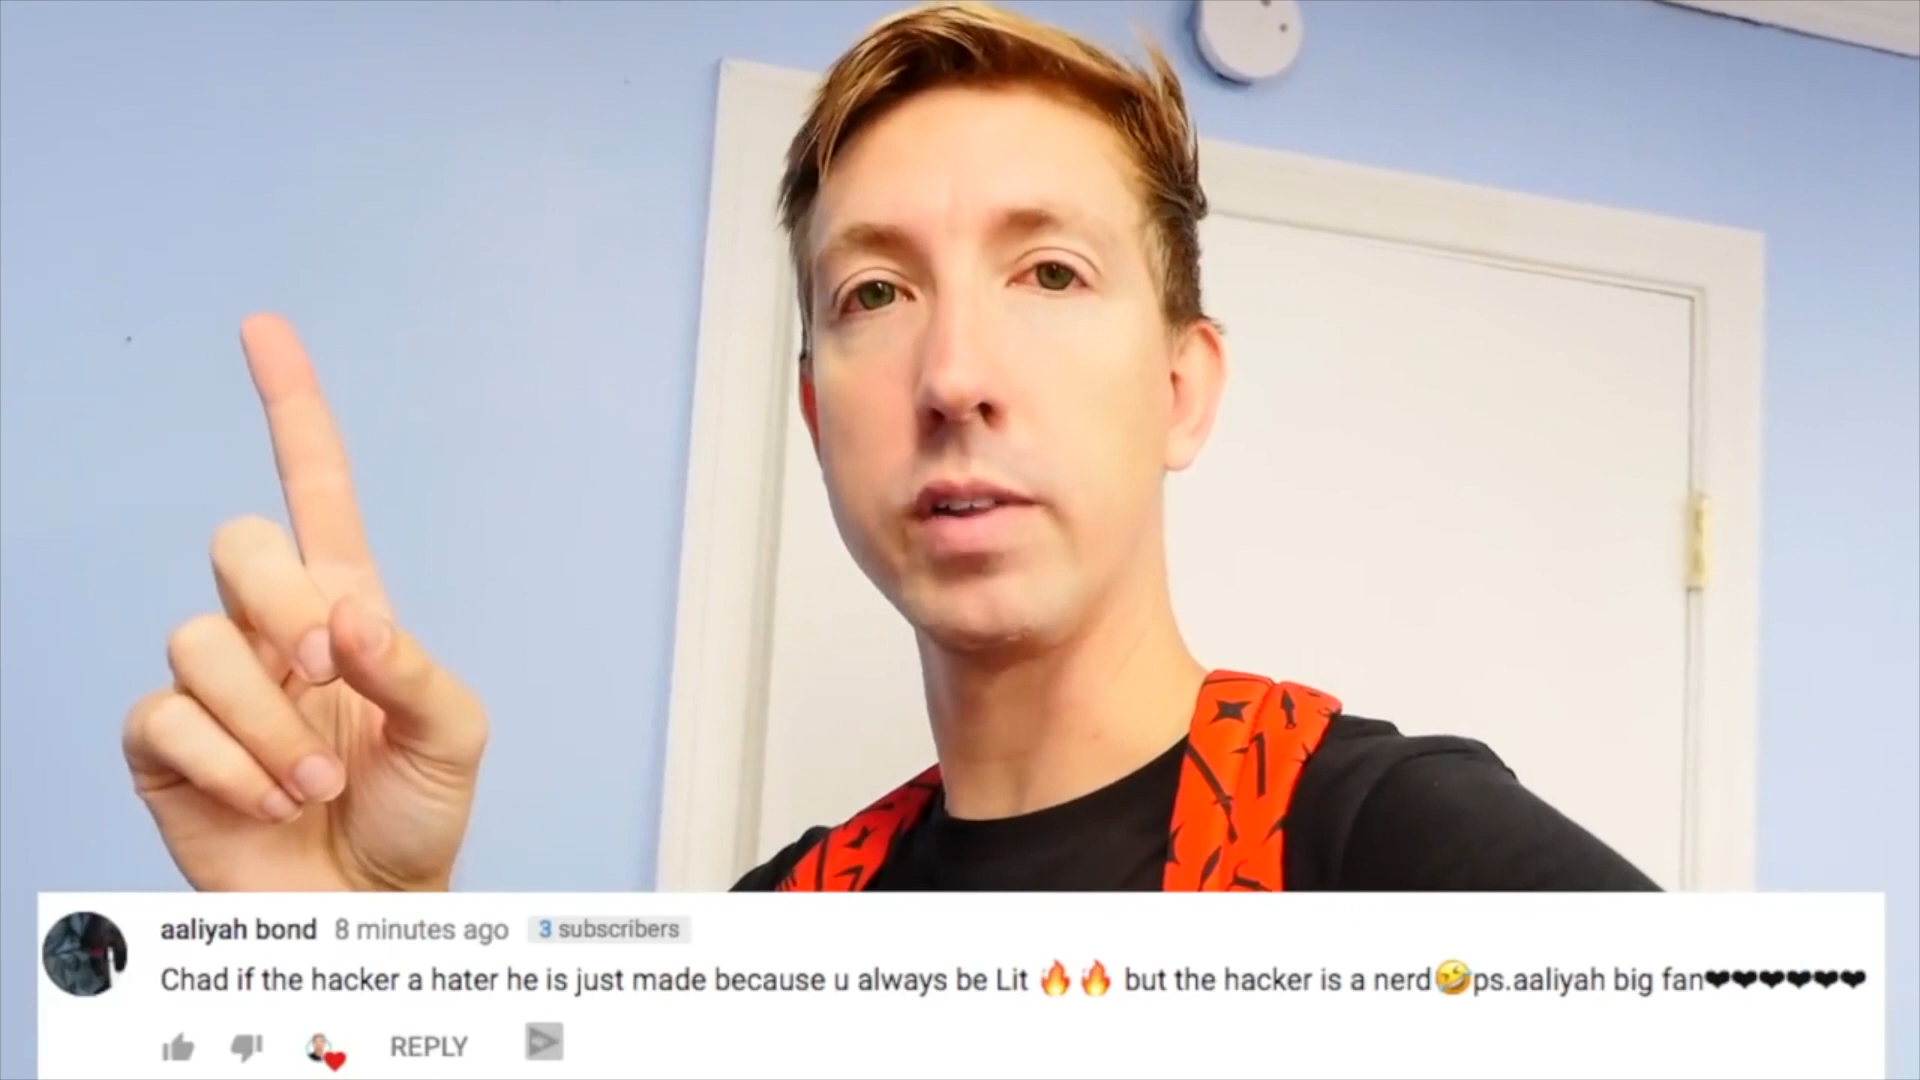 aaliyah bond 8 minutes ago 3 subscribers
Chad if the hacker a hater he is just made because u always be Lit 🔥🔥 but the hacker is a nerd🤣ps.aaliyah big fan❤❤❤❤❤❤
REPLY